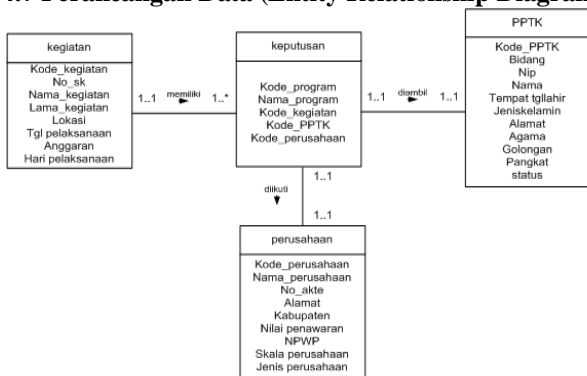 Perancangan Data (Entity Relationship Diagram
kegiatan
Kode_kegiatan
No_sk
Nama_kegiatan
Lama_kegiatan
Lokasi
Tgl pelaksanaan
Anggaran
Hari pelaksanaan
1..1
memiliki
1..*
keputusan
Kode_program
Nama_program
Kode_kegiatan
Kode_PPTK
Kode_perusahaan
1..1
diambil
1..1
PPTK
Kode_PPTK
Bidang
Nip
Nama
Tempat tgllahir
Jeniskelamin
Alamat
Agama
Golongan
Pangkat
status
1..1
diikuti
1..1
perusahaan
Kode_perusahaan
Nama_perusahaan
No_akte
Alamat
Kabupaten
Nilai penawaran
NPWP
Skala perusahaan
Jenis perusahaan